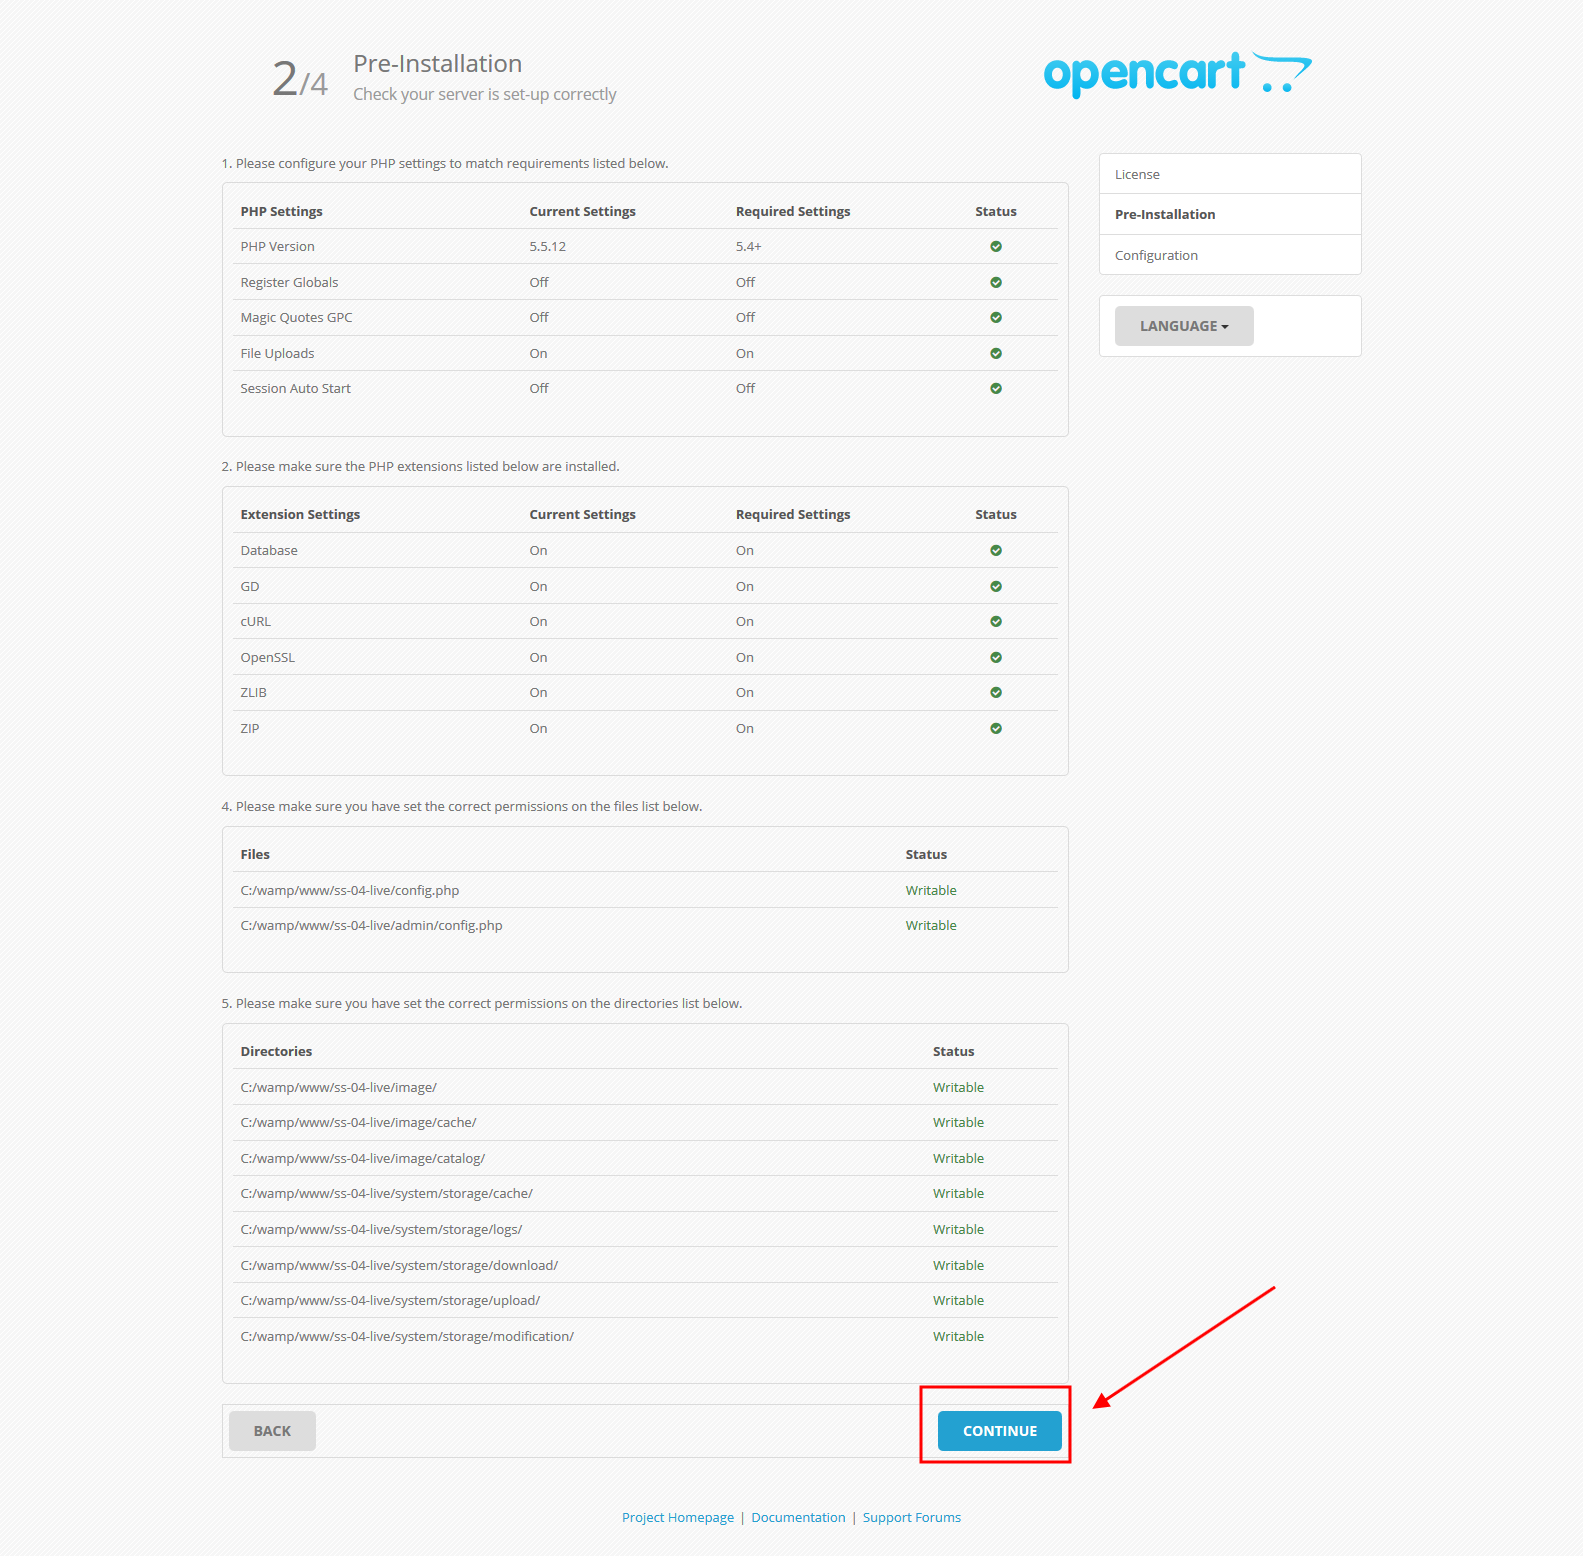 2/4 Pre-Installation
Check your server is set-up correctly
opencart
1. Please configure your PHP settings to match requirements listed below.
PHP Settings Current Settings Required Settings Status
PHP Version 5.5.12 5.4+
Register Globals Off Off
Magic Quotes GPC Off Off
File Uploads On On
Session Auto Start Off Off
License
Pre-Installation
Configuration
LANGUAGE
2. Please make sure the PHP extensions listed below are installed.
Extension Settings Current Settings Required Settings Status
Database On On
GD On On
cURL On On
OpenSSL On On
ZLIB On On
ZIP On On
4. Please make sure you have set the correct permissions on the files list below.
Files Status
C:/wamp/www/ss-04-live/config.php Writable
C:/wamp/www/ss-04-live/admin/config.php Writable
5. Please make sure you have set the correct permissions on the directories list below.
Directories Status
C:/wamp/www/ss-04-live/image/ Writable
C:/wamp/www/ss-04-live/image/cache/ Writable
C:/wamp/www/ss-04-live/image/catalog/ Writable
C:/wamp/www/ss-04-live/system/storage/cache/ Writable
C:/wamp/www/ss-04-live/system/storage/logs/ Writable
C:/wamp/www/ss-04-live/system/storage/download/ Writable
C:/wamp/www/ss-04-live/system/storage/upload/ Writable
C:/wamp/www/ss-04-live/system/storage/modification/ Writable
BACK CONTINUE
Project Homepage | Documentation | Support Forums